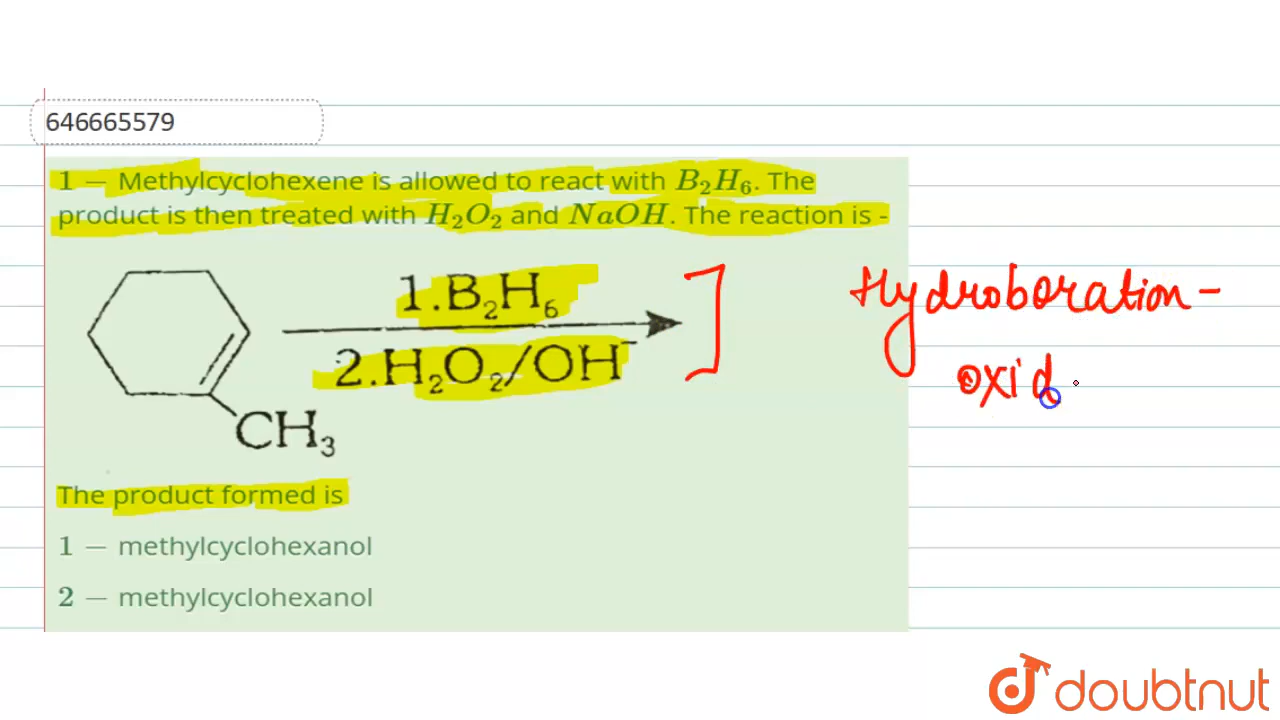 646665579
1 − Methylcyclohexene is allowed to react with B₂H₆. The
product is then treated with H₂O₂ and NaOH. The reaction is -
1.B₂H₆
2.H₂O₂/OH⁻
CH₃
Hydroboration -
oxid
The product formed is
1 − methylcyclohexanol
2 − methylcyclohexanol
doubtnut